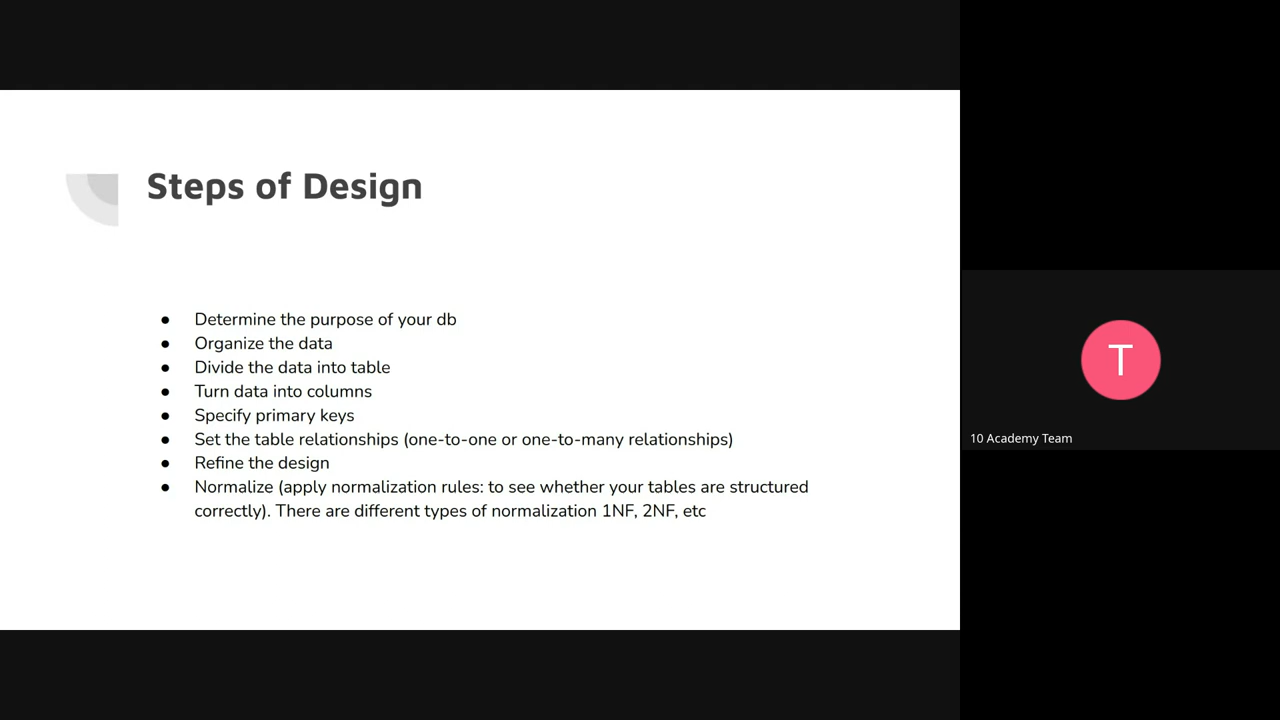 Steps of Design
● Determine the purpose of your db
● Organize the data
● Divide the data into table
● Turn data into columns
● Specify primary keys
● Set the table relationships (one-to-one or one-to-many relationships)
● Refine the design
● Normalize (apply normalization rules: to see whether your tables are structured
correctly). There are different types of normalization 1NF, 2NF, etc
T
10 Academy Team